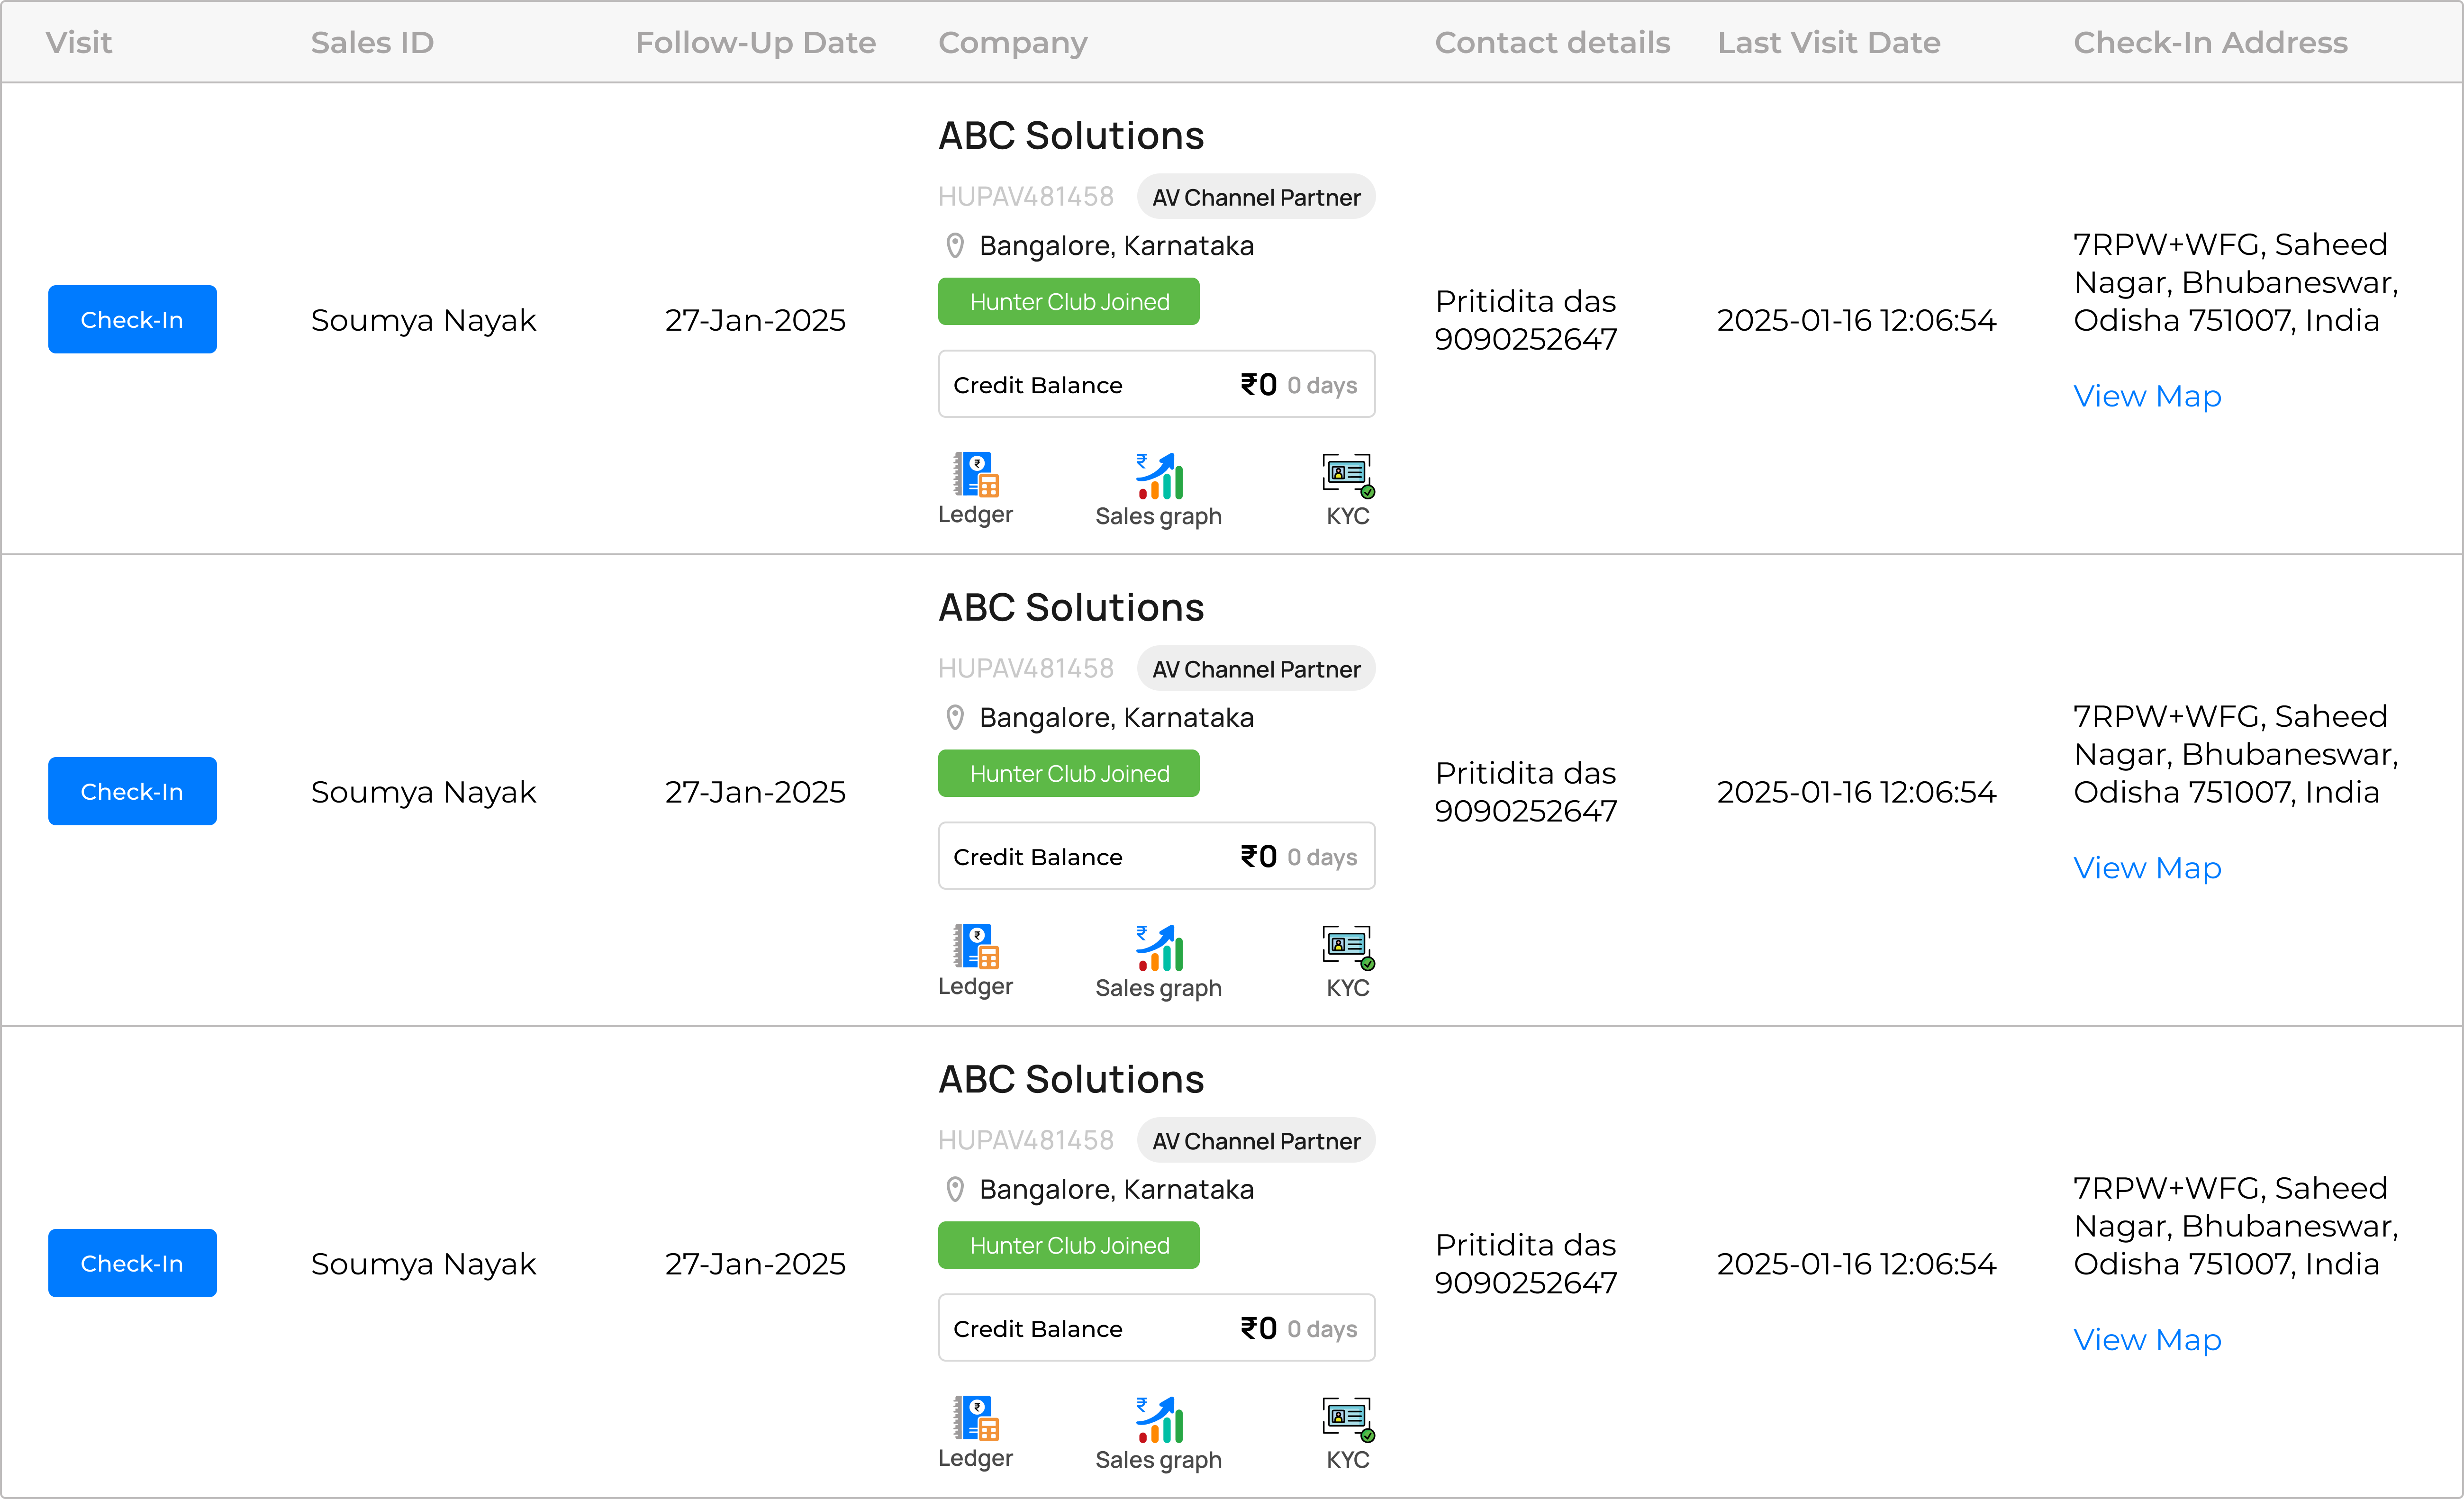 Visit Sales ID Follow-Up Date Company Contact details Last Visit Date Check-In Address
ABC Solutions
HUPAV481458 AV Channel Partner
Bangalore, Karnataka
Hunter Club Joined
Credit Balance ₹0 0 days
Ledger Sales graph KYC
Check-In
Soumya Nayak
27-Jan-2025
Pritidita das
9090252647
2025-01-16 12:06:54
7RPW+WFG, Saheed
Nagar, Bhubaneswar,
Odisha 751007, India
View Map
ABC Solutions
HUPAV481458 AV Channel Partner
Bangalore, Karnataka
Hunter Club Joined
Credit Balance ₹0 0 days
Ledger Sales graph KYC
Check-In
Soumya Nayak
27-Jan-2025
Pritidita das
9090252647
2025-01-16 12:06:54
7RPW+WFG, Saheed
Nagar, Bhubaneswar,
Odisha 751007, India
View Map
ABC Solutions
HUPAV481458 AV Channel Partner
Bangalore, Karnataka
Hunter Club Joined
Credit Balance ₹0 0 days
Ledger Sales graph KYC
Check-In
Soumya Nayak
27-Jan-2025
Pritidita das
9090252647
2025-01-16 12:06:54
7RPW+WFG, Saheed
Nagar, Bhubaneswar,
Odisha 751007, India
View Map